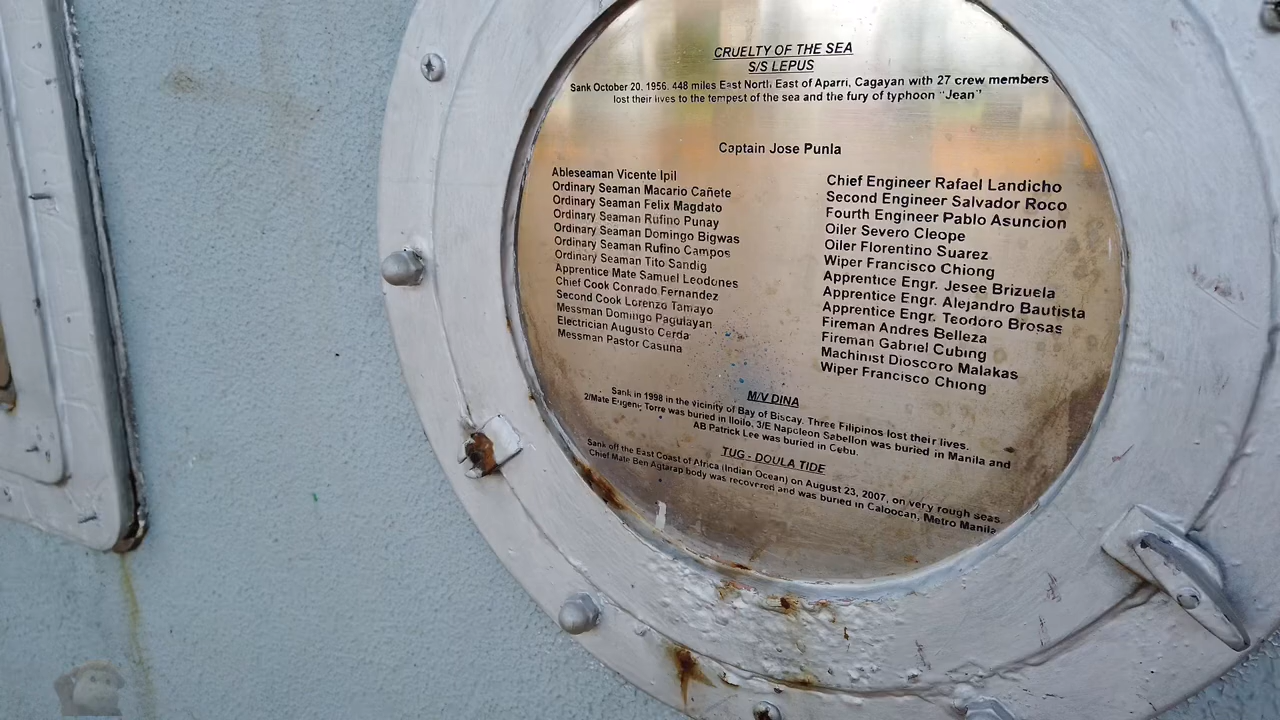 CRUELTY OF THE SEA
S/S LEPUS
Sank October 20, 1956. 448 miles East North East of Aparri, Cagayan with 27 crew members
lost their lives to the tempest of the sea and the fury of typhoon "Jean"
Captain Jose Punla
Ableseaman Vicente Ipil
Ordinary Seaman Macario Cañete
Ordinary Seaman Felix Magdato
Ordinary Seaman Rufino Punay
Ordinary Seaman Domingo Bigwas
Ordinary Seaman Rufino Campos
Ordinary Seaman Tito Sandig
Apprentice Mate Samuel Leodones
Chief Cook Conrado Fernandez
Second Cook Lorenzo Tamayo
Messman Domingo Pagulayan
Electrician Augusto Cerda
Messman Pastor Casuna
Chief Engineer Rafael Landicho
Second Engineer Salvador Roco
Fourth Engineer Pablo Asuncion
Oiler Severo Cleope
Oiler Florentino Suarez
Wiper Francisco Chiong
Apprentice Engr. Jesee Brizuela
Apprentice Engr. Alejandro Bautista
Apprentice Engr. Teodoro Brosas
Fireman Andres Belleza
Fireman Gabriel Cubing
Machinist Dioscoro Malakas
Wiper Francisco Chiong
M/V DINA
Sank in 1998 in the vicinity of Bay of Biscay. Three Filipinos lost their lives.
2/Mate Eugene Torre was buried in Iloilo, 3/E Napoleon Sabellon was buried in Manila and
AB Patrick Lee was buried in Cebu.
TUG - DOULA TIDE
Sank off the East Coast of Africa (Indian Ocean) on August 23, 2007, on very rough seas.
Chief Mate Ben Agtarap body was recovered and was buried in Caloocan, Metro Manila.